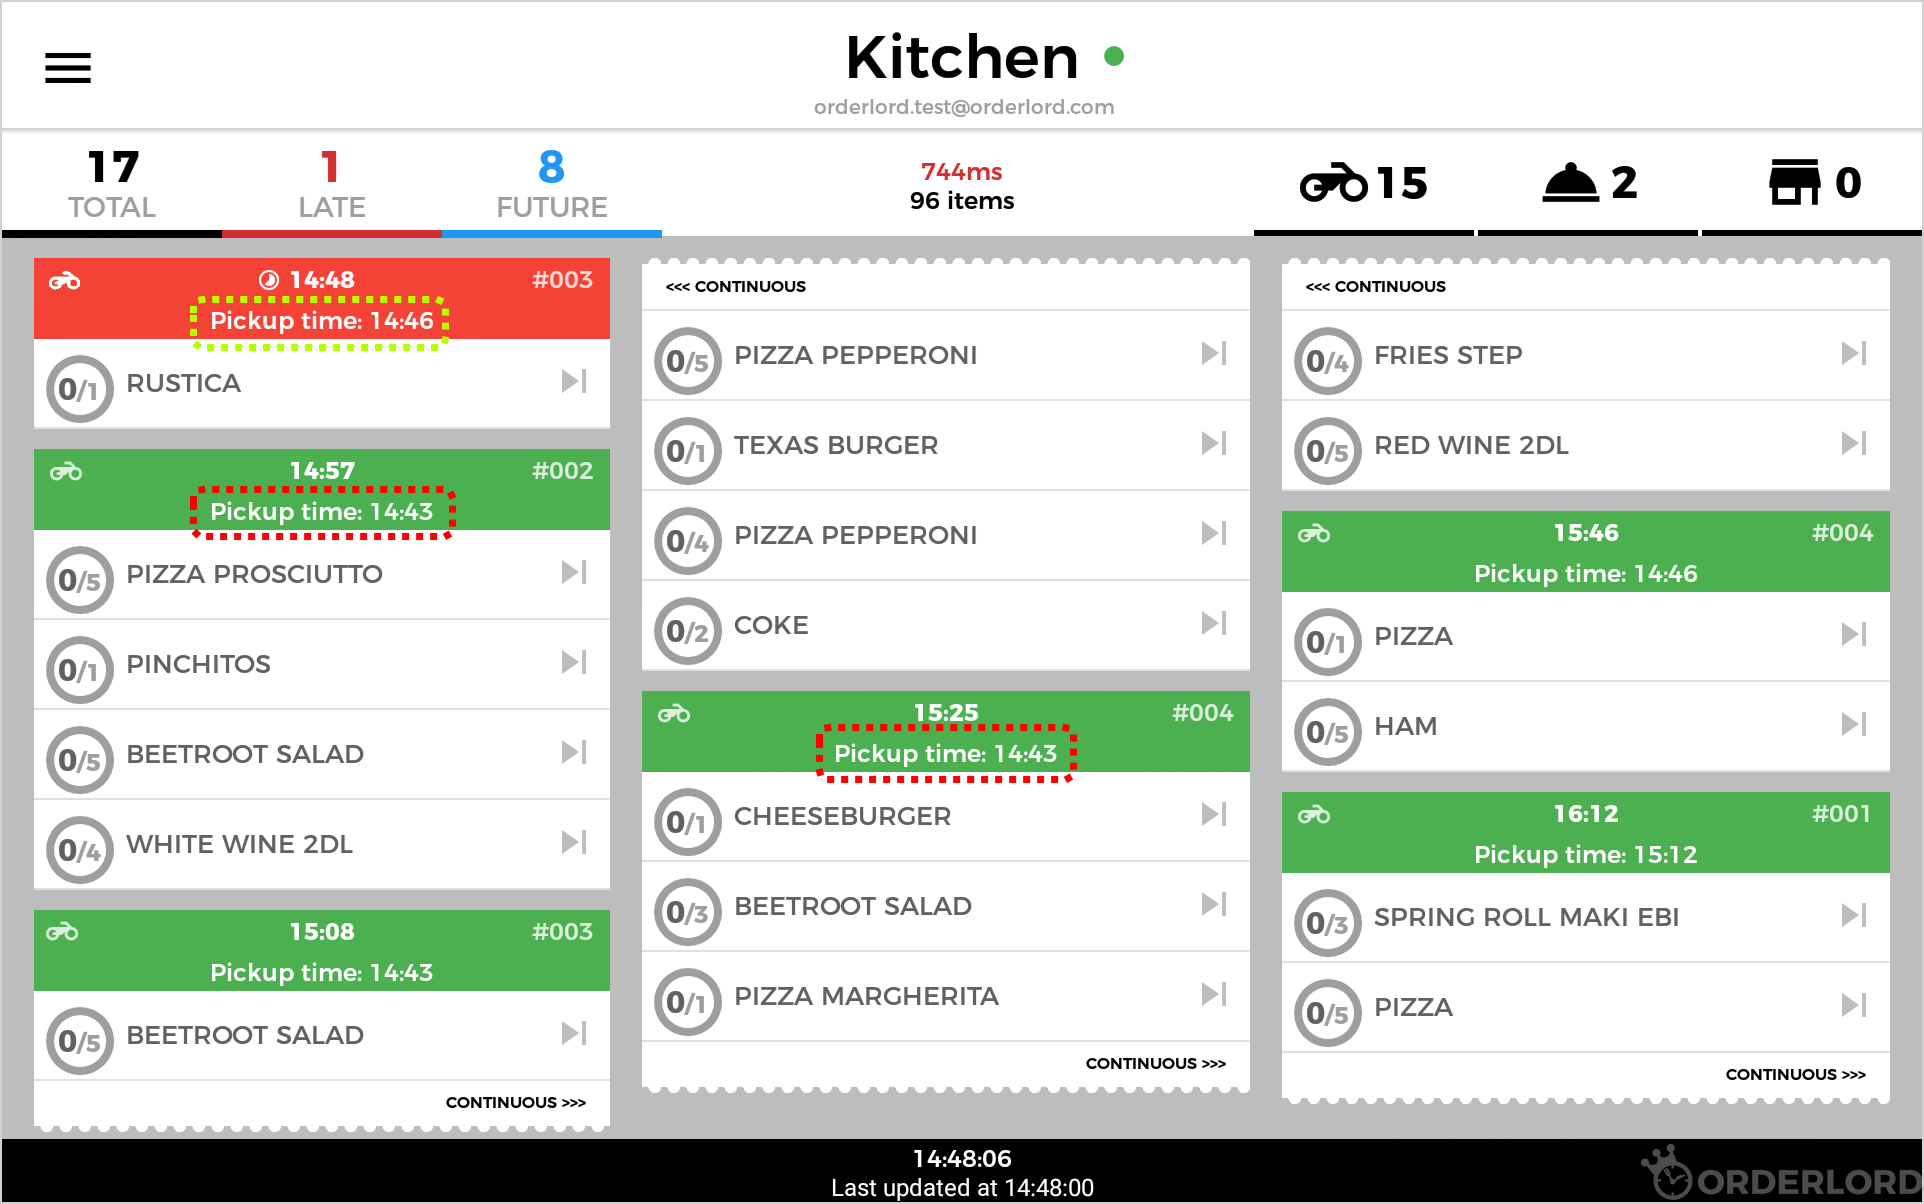 Kitchen
orderlord.test@orderlord.com
17
TOTAL
1
LATE
8
FUTURE
744ms
96 items
15
2
0
14:48 #003
Pickup time: 14:46
0/1 RUSTICA
14:57 #002
Pickup time: 14:43
0/5 PIZZA PROSCIUTTO
0/1 PINCHITOS
0/5 BEETROOT SALAD
0/4 WHITE WINE 2DL
15:08 #003
Pickup time: 14:43
0/5 BEETROOT SALAD
CONTINUOUS >>>
<<< CONTINUOUS
0/5 PIZZA PEPPERONI
0/1 TEXAS BURGER
0/4 PIZZA PEPPERONI
0/2 COKE
15:25 #004
Pickup time: 14:43
0/1 CHEESEBURGER
0/3 BEETROOT SALAD
0/1 PIZZA MARGHERITA
CONTINUOUS >>>
<<< CONTINUOUS
0/4 FRIES STEP
0/5 RED WINE 2DL
15:46 #004
Pickup time: 14:46
0/1 PIZZA
0/5 HAM
16:12 #001
Pickup time: 15:12
0/3 SPRING ROLL MAKI EBI
0/5 PIZZA
CONTINUOUS >>>
14:48:06
Last updated at 14:48:00
ORDERLORD